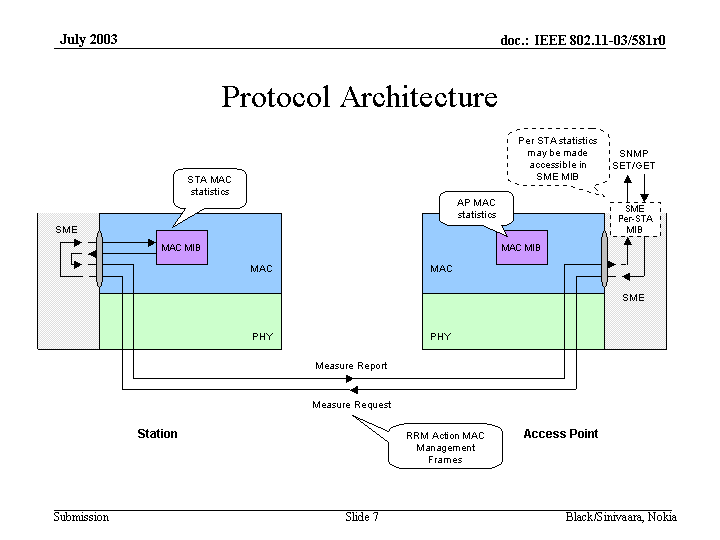 July 2003
doc.: IEEE 802.11-03/581r0
Protocol Architecture
Per STA statistics
may be made
accessible in
SME MIB
SNMP
SET/GET
STA MAC
statistics
AP MAC
statistics
SME
Per-STA
MIB
SME
MAC MIB
MAC MIB
MAC
MAC
SME
PHY
PHY
Measure Report
Measure Request
Station
RRM Action MAC
Management
Frames
Access Point
Submission
Slide 7
Black/Sinivaara, Nokia